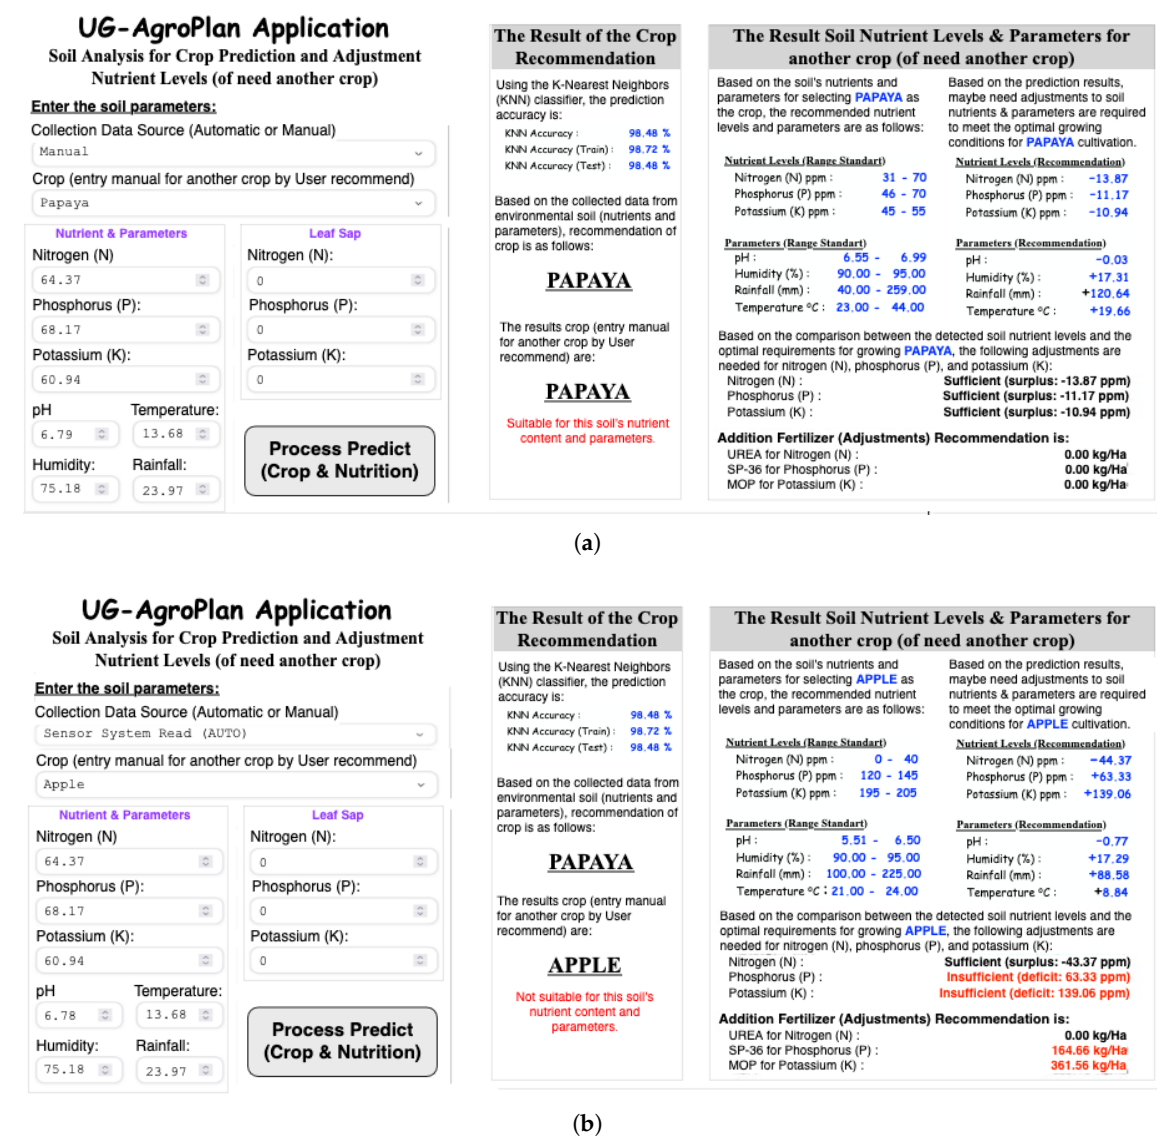 UG-AgroPlan Application
Soil Analysis for Crop Prediction and Adjustment
Nutrient Levels (of need another crop)
Enter the soil parameters:
Collection Data Source (Automatic or Manual)
Manual
Crop (entry manual for another crop by User recommend)
Papaya
Nutrient & Parameters
Nitrogen (N)
64.37
Phosphorus (P):
68.17
Potassium (K):
60.94
pH Temperature:
6.79 13.68
Humidity: Rainfall:
75.18 23.97
Leaf Sap
Nitrogen (N):
0
Phosphorus (P):
0
Potassium (K):
0
Process Predict
(Crop & Nutrition)
The Result of the Crop
Recommendation
Using the K-Nearest Neighbors
(KNN) classifier, the prediction
accuracy is:
KNN Accuracy : 98.48 %
KNN Accuracy (Train) : 98.72 %
KNN Accuracy (Test) : 98.48 %
Based on the collected data from
environmental soil (nutrients and
parameters), recommendation of
crop is as follows:
PAPAYA
The results crop (entry manual
for another crop by User
recommend) are:
PAPAYA
Suitable for this soil's nutrient
content and parameters.
The Result Soil Nutrient Levels & Parameters for
another crop (of need another crop)
Based on the soil's nutrients and
parameters for selecting PAPAYA as
the crop, the recommended nutrient
levels and parameters are as follows:
Nutrient Levels (Range Standart)
Nitrogen (N) ppm : 31 - 70
Phosphorus (P) ppm : 46 - 70
Potassium (K) ppm : 45 - 55
Parameters (Range Standart)
pH : 6.55 - 6.99
Humidity (%) : 90.00 - 95.00
Rainfall (mm) : 40.00 - 259.00
Temperature °C : 23.00 - 44.00
Based on the prediction results,
maybe need adjustments to soil
nutrients & parameters are required
to meet the optimal growing
conditions for PAPAYA cultivation.
Nutrient Levels (Recommendation)
Nitrogen (N) ppm : -13.87
Phosphorus (P) ppm : -11.17
Potassium (K) ppm : -10.94
Parameters (Recommendation)
pH : -0.03
Humidity (%) : +17.31
Rainfall (mm) : +120.64
Temperature °C : +19.66
Based on the comparison between the detected soil nutrient levels and the
optimal requirements for growing PAPAYA, the following adjustments are
needed for nitrogen (N), phosphorus (P), and potassium (K):
Nitrogen (N) : Sufficient (surplus: -13.87 ppm)
Phosphorus (P) : Sufficient (surplus: -11.17 ppm)
Potassium (K) : Sufficient (surplus: -10.94 ppm)
Addition Fertilizer (Adjustments) Recommendation is:
UREA for Nitrogen (N) : 0.00 kg/Ha
SP-36 for Phosphorus (P) : 0.00 kg/Ha
MOP for Potassium (K) : 0.00 kg/Ha
(a)
UG-AgroPlan Application
Soil Analysis for Crop Prediction and Adjustment
Nutrient Levels (of need another crop)
Enter the soil parameters:
Collection Data Source (Automatic or Manual)
Sensor System Read (AUTO)
Crop (entry manual for another crop by User recommend)
Apple
Nutrient & Parameters
Nitrogen (N)
64.37
Phosphorus (P):
68.17
Potassium (K):
60.94
pH Temperature:
6.78 13.68
Humidity: Rainfall:
75.18 23.97
Leaf Sap
Nitrogen (N):
0
Phosphorus (P):
0
Potassium (K):
0
Process Predict
(Crop & Nutrition)
The Result of the Crop
Recommendation
Using the K-Nearest Neighbors
(KNN) classifier, the prediction
accuracy is:
KNN Accuracy : 98.48 %
KNN Accuracy (Train) : 98.72 %
KNN Accuracy (Test) : 98.48 %
Based on the collected data from
environmental soil (nutrients and
parameters), recommendation of
crop is as follows:
PAPAYA
The results crop (entry manual
for another crop by User
recommend) are:
APPLE
Not suitable for this soil's
nutrient content and
parameters.
The Result Soil Nutrient Levels & Parameters for
another crop (of need another crop)
Based on the soil's nutrients and
parameters for selecting APPLE as
the crop, the recommended nutrient
levels and parameters are as follows:
Nutrient Levels (Range Standart)
Nitrogen (N) ppm : 0 - 40
Phosphorus (P) ppm : 120 - 145
Potassium (K) ppm : 195 - 205
Parameters (Range Standart)
pH : 5.51 - 6.50
Humidity (%) : 90.00 - 95.00
Rainfall (mm) : 100.00 - 225.00
Temperature °C : 21.00 - 24.00
Based on the prediction results,
maybe need adjustments to soil
nutrients & parameters are required
to meet the optimal growing
conditions for APPLE cultivation.
Nutrient Levels (Recommendation)
Nitrogen (N) ppm : -44.37
Phosphorus (P) ppm : +63.33
Potassium (K) ppm : +139.06
Parameters (Recommendation)
pH : -0.77
Humidity (%) : +17.29
Rainfall (mm) : +88.58
Temperature °C : +8.84
Based on the comparison between the detected soil nutrient levels and the
optimal requirements for growing APPLE, the following adjustments are
needed for nitrogen (N), phosphorus (P), and potassium (K):
Nitrogen (N) : Sufficient (surplus: -43.37 ppm)
Phosphorus (P) : Insufficient (deficit: 63.33 ppm)
Potassium (K) : Insufficient (deficit: 139.06 ppm)
Addition Fertilizer (Adjustments) Recommendation is:
UREA for Nitrogen (N) : 0.00 kg/Ha
SP-36 for Phosphorus (P) : 164.66 kg/Ha
MOP for Potassium (K) : 361.56 kg/Ha
(b)